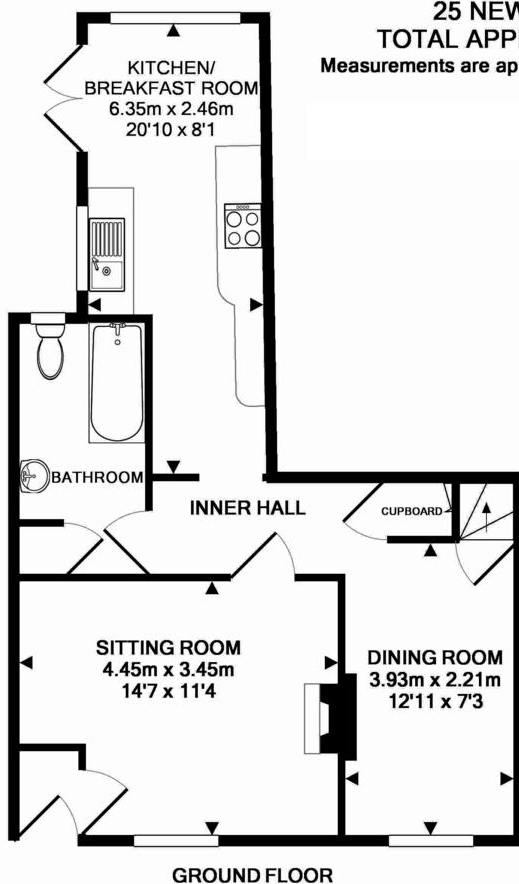 25 NEW
TOTAL APP
Measurements are ap
KITCHEN/
BREAKFAST ROOM
6.35m x 2.46m
20'10 x 8'1
BATHROOM
INNER HALL
CUPBOARD
SITTING ROOM
4.45m x 3.45m
14'7 x 11'4
DINING ROOM
3.93m x 2.21m
12'11 x 7'3
GROUND FLOOR